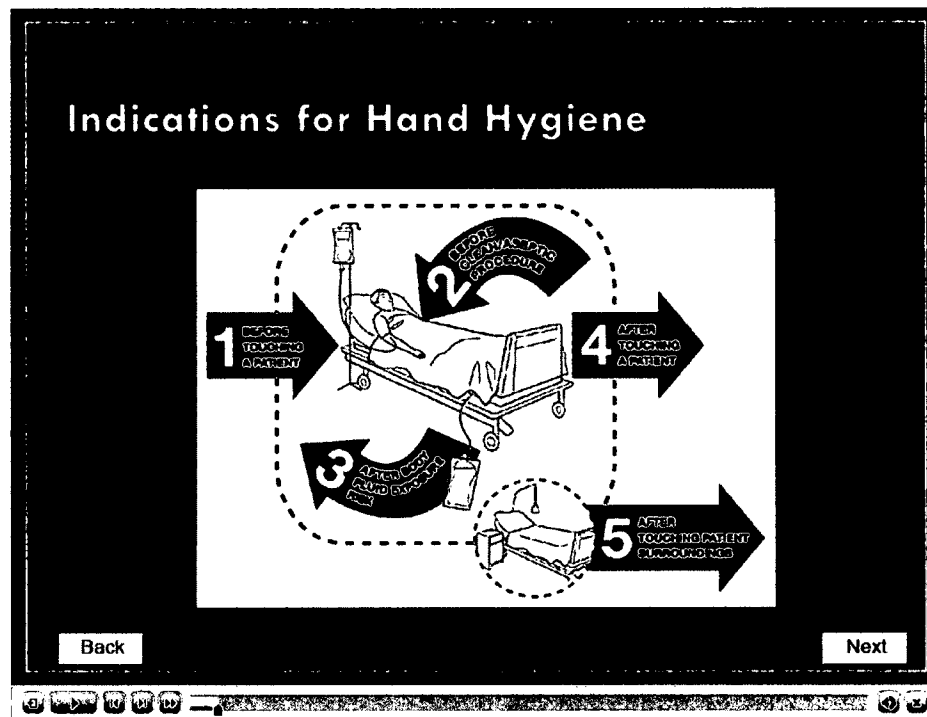 Indications for Hand Hygiene
1
BEFORE
TOUCHING
A PATIENT
2
BEFORE
CLEAN/ASEPTIC
PROCEDURE
3
AFTER BODY
FLUID EXPOSURE
RISK
4
AFTER
TOUCHING
A PATIENT
5
AFTER
TOUCHING PATIENT
SURROUNDINGS
Back
Next